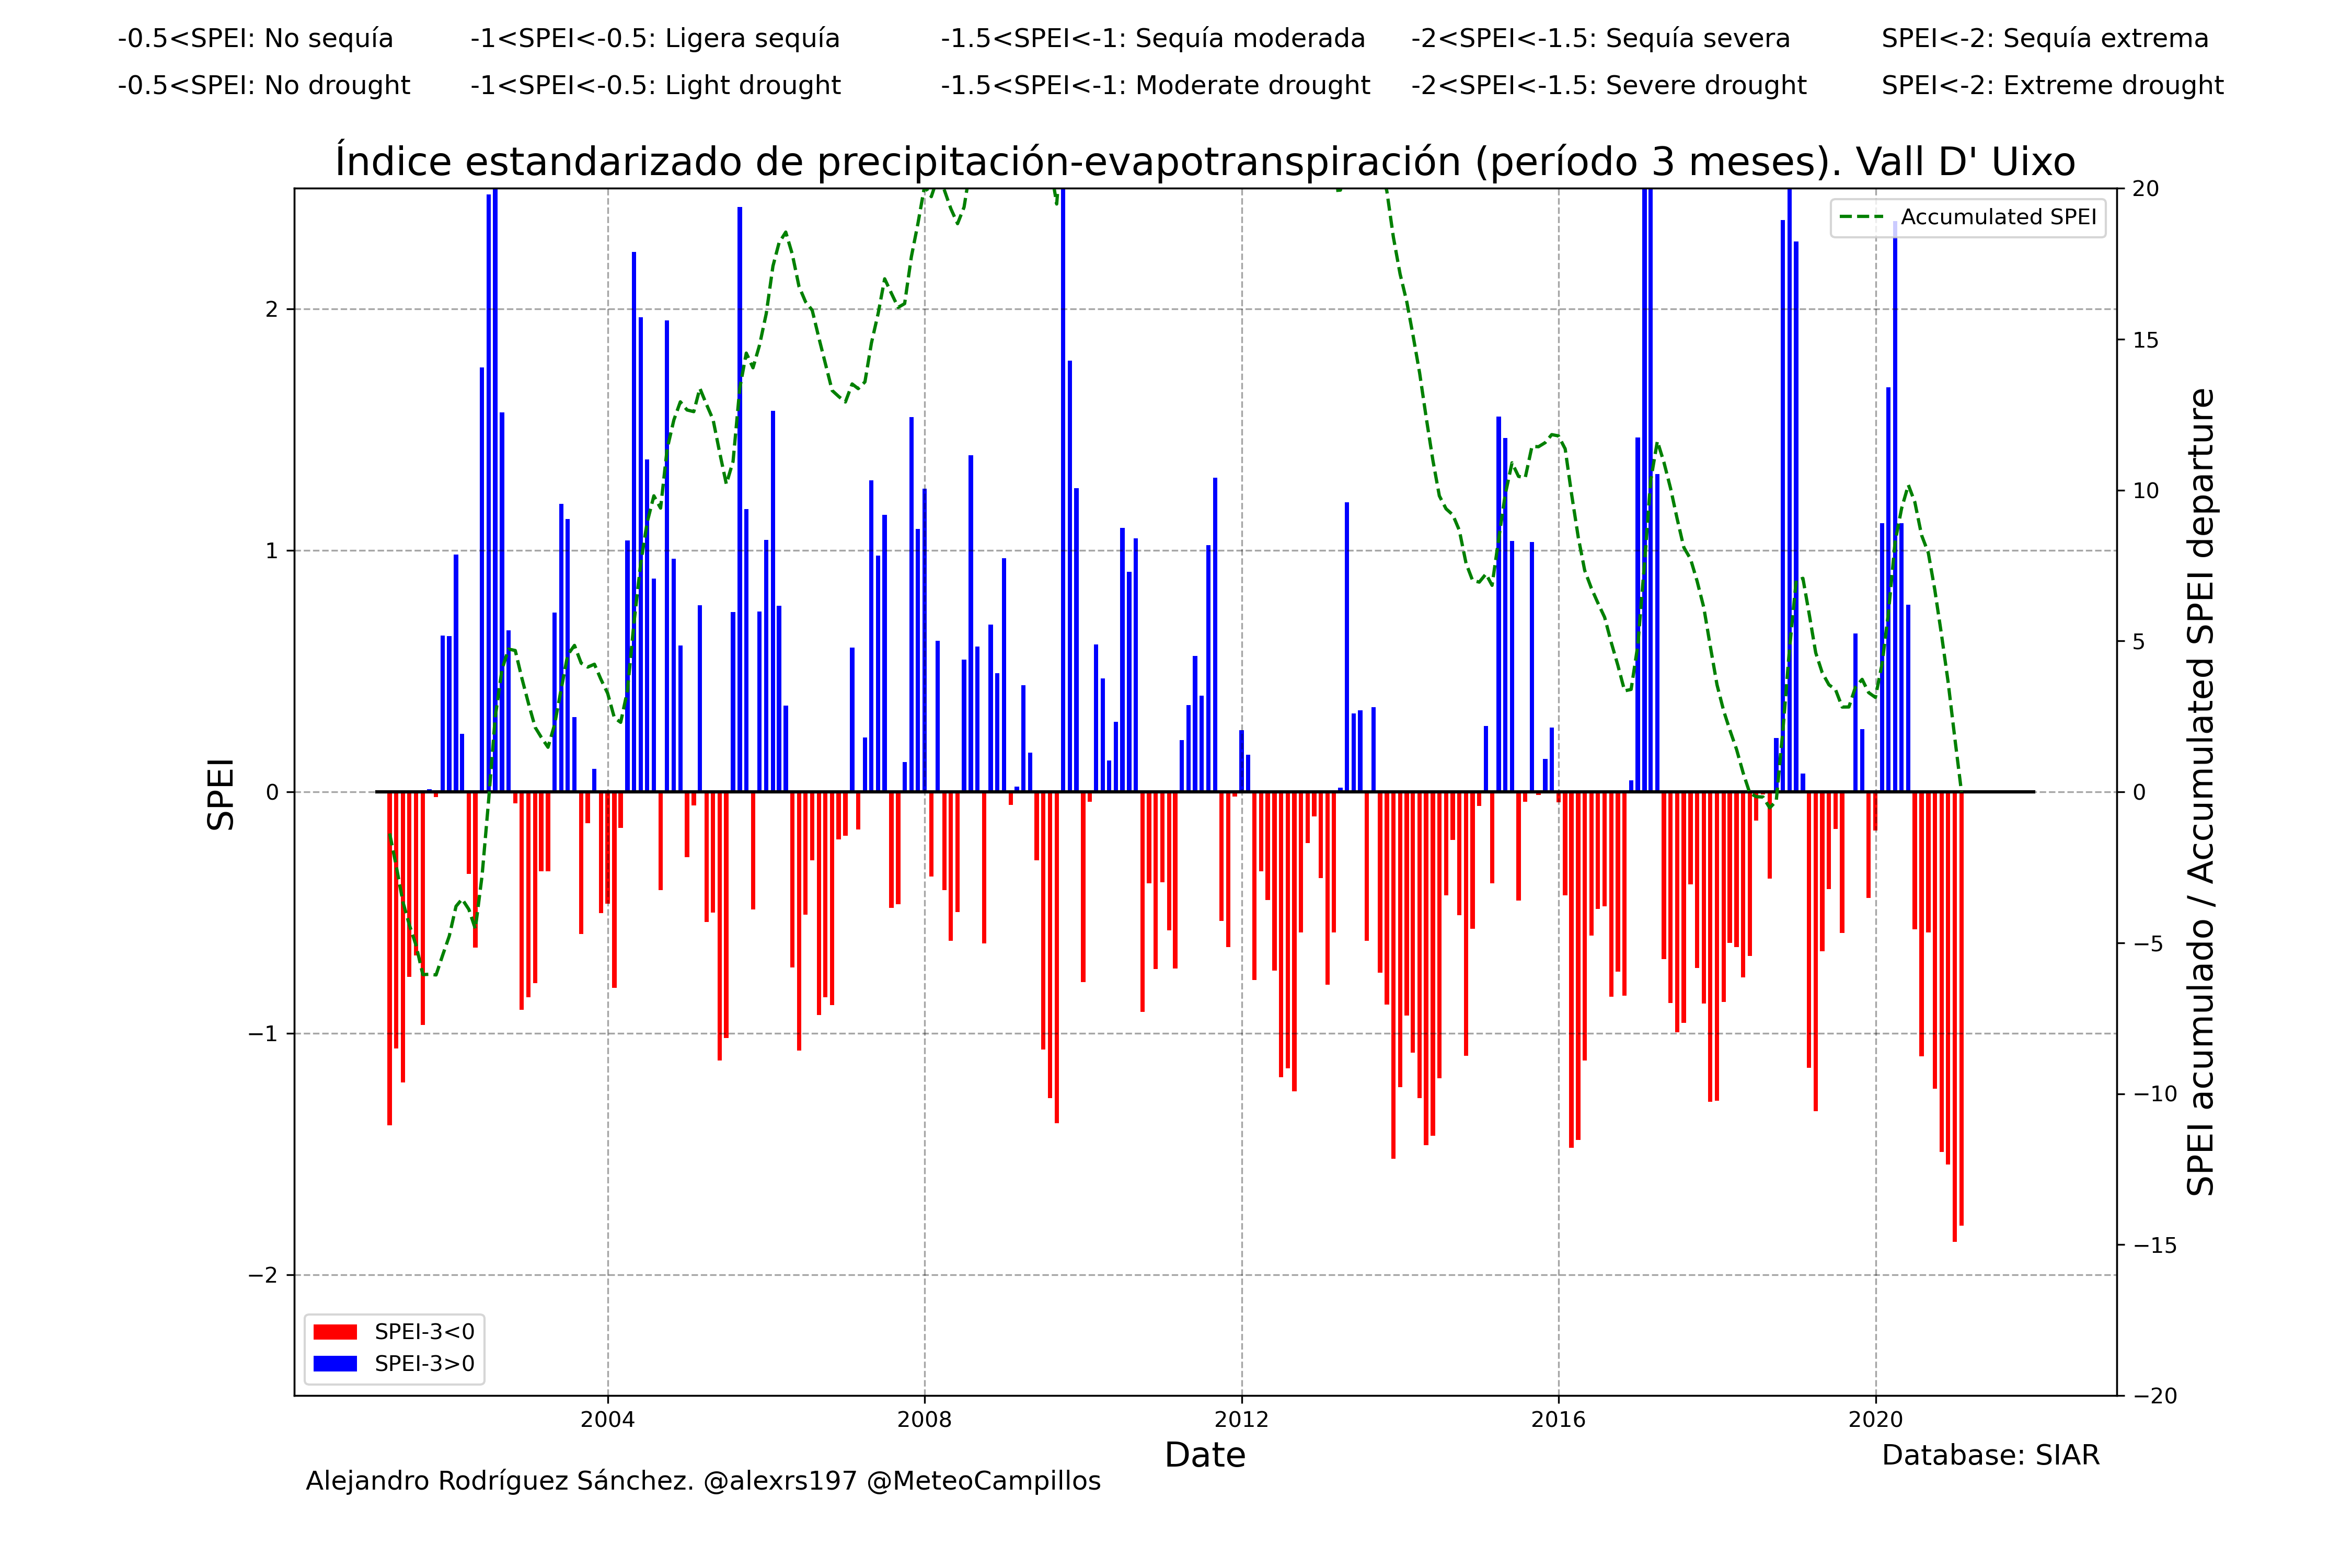 -0.5<SPEI: No sequía -1<SPEI<-0.5: Ligera sequía -1.5<SPEI<-1: Sequía moderada -2<SPEI<-1.5: Sequía severa SPEI<-2: Sequía extrema
-0.5<SPEI: No drought -1<SPEI<-0.5: Light drought -1.5<SPEI<-1: Moderate drought -2<SPEI<-1.5: Severe drought SPEI<-2: Extreme drought
Índice estandarizado de precipitación-evapotranspiración (período 3 meses). Vall D' Uixo
Accumulated SPEI
SPEI
2
1
0
−1
−2
20
15
10
5
0
−5
−10
−15
−20
SPEI acumulado / Accumulated SPEI departure
SPEI-3<0
SPEI-3>0
2004 2008 2012 2016 2020
Date
Database: SIAR
Alejandro Rodríguez Sánchez. @alexrs197 @MeteoCampillos